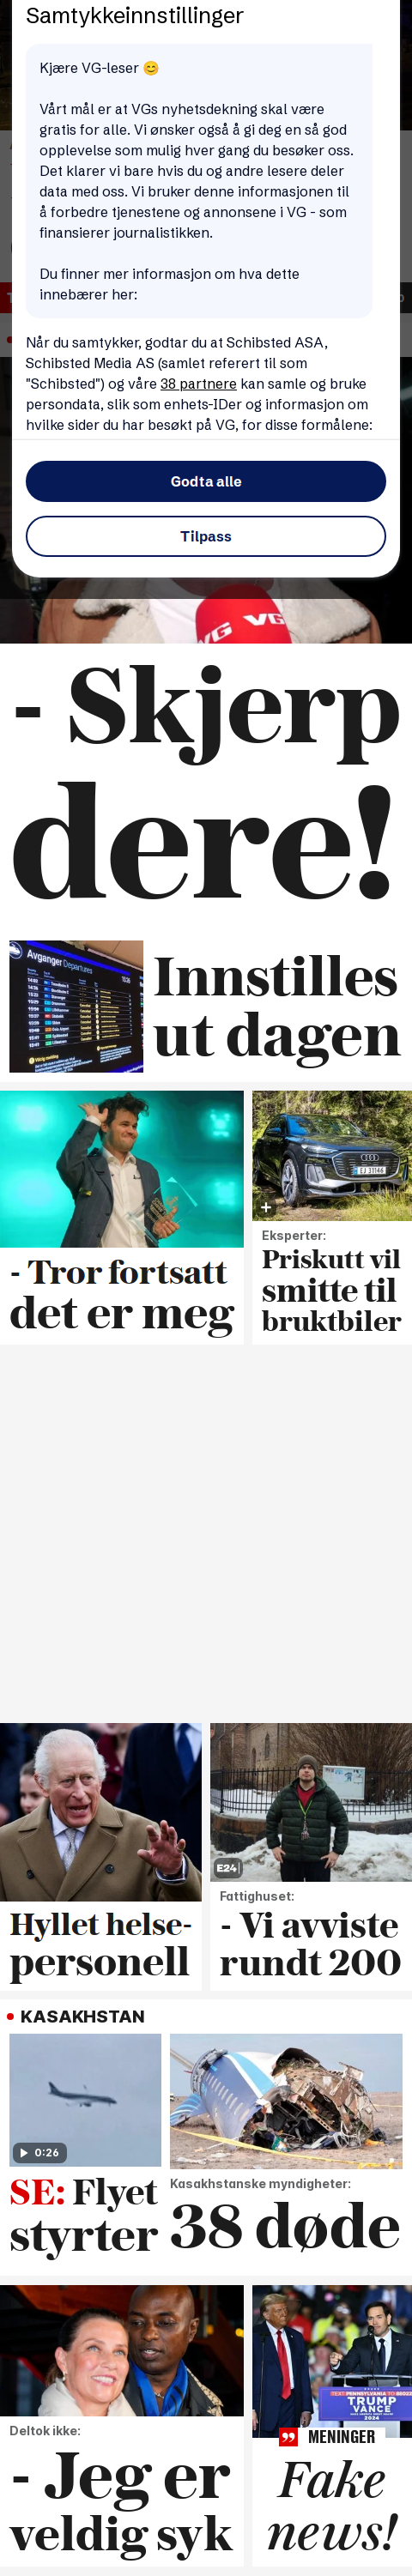 Samtykkeinnstillinger
Kjære VG-leser 😊
Vårt mål er at VGs nyhetsdekning skal være
gratis for alle. Vi ønsker også å gi deg en så god
opplevelse som mulig hver gang du besøker oss.
Det klarer vi bare hvis du og andre lesere deler
data med oss. Vi bruker denne informasjonen til
å forbedre tjenestene og annonsene i VG - som
finansierer journalistikken.
Du finner mer informasjon om hva dette
innebærer her:
Når du samtykker, godtar du at Schibsted ASA,
Schibsted Media AS (samlet referert til som
"Schibsted") og våre 38 partnere kan samle og bruke
persondata, slik som enhets-IDer og informasjon om
hvilke sider du har besøkt på VG, for disse formålene:
Godta alle
Tilpass
VG VG
- Skjerp
dere!
Avganger Departures
Innstilles
ut dagen
- Tror fortsatt
det er meg
Eksperter:
Priskutt vil
smitte til
bruktbiler
Hyllet helse-
personell
E24
Fattighuset:
- Vi avviste
rundt 200
KASAKHSTAN
0:26
SE: Flyet
styrter
Kasakhstanske myndigheter:
38 døde
Deltok ikke:
- Jeg er
veldig syk
TRUMP
VANCE
MENINGER
Fake
news!